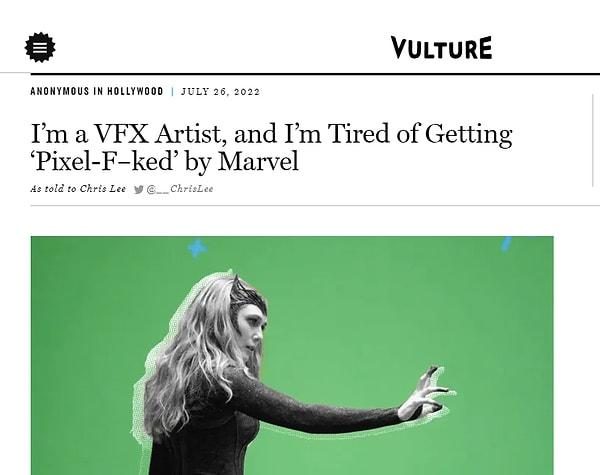 VULTURE
ANONYMOUS IN HOLLYWOOD | JULY 26, 2022
I'm a VFX Artist, and I'm Tired of Getting
‘Pixel-F–ked’ by Marvel
As told to Chris Lee @__ChrisLee